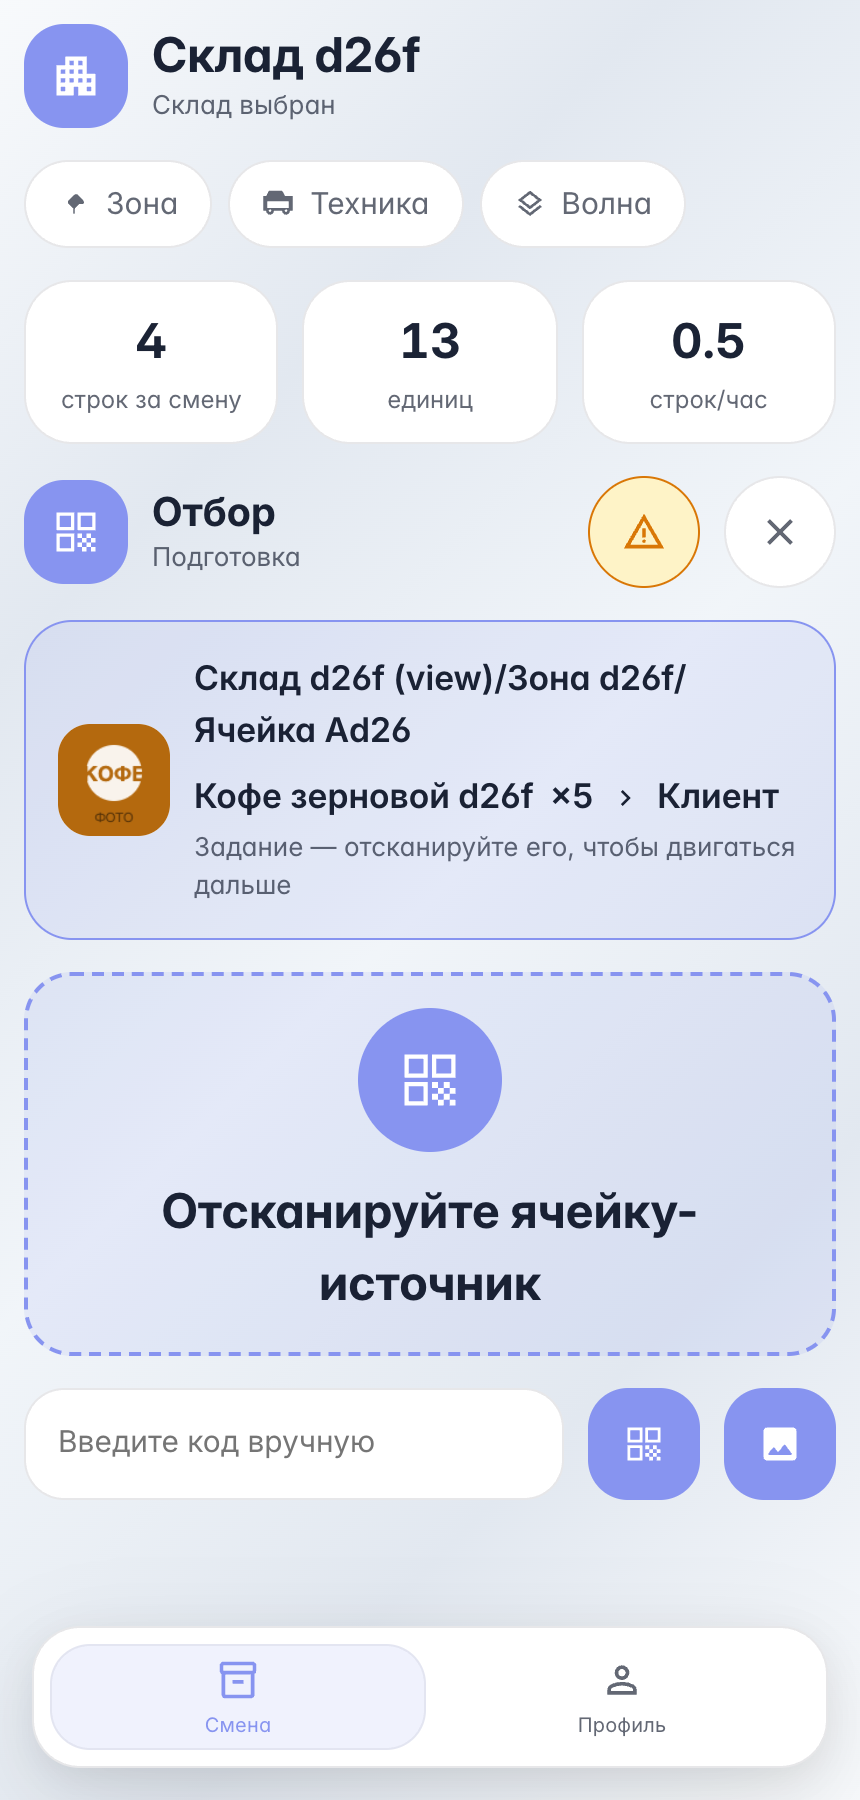 Склад d26f
Склад выбран
Зона
Техника
Волна
4
13
0.5
строк за смену
единиц
строк/час
Отбор
Подготовка
Склад d26f (view)/Зона d26f/
Ячейка Ad26
КОФЕ
ФОТО
Кофе зерновой d26f ×5 › Клиент
Задание — отсканируйте его, чтобы двигаться
дальше
Отсканируйте ячейку-
источник
Введите код вручную
Смена
Профиль